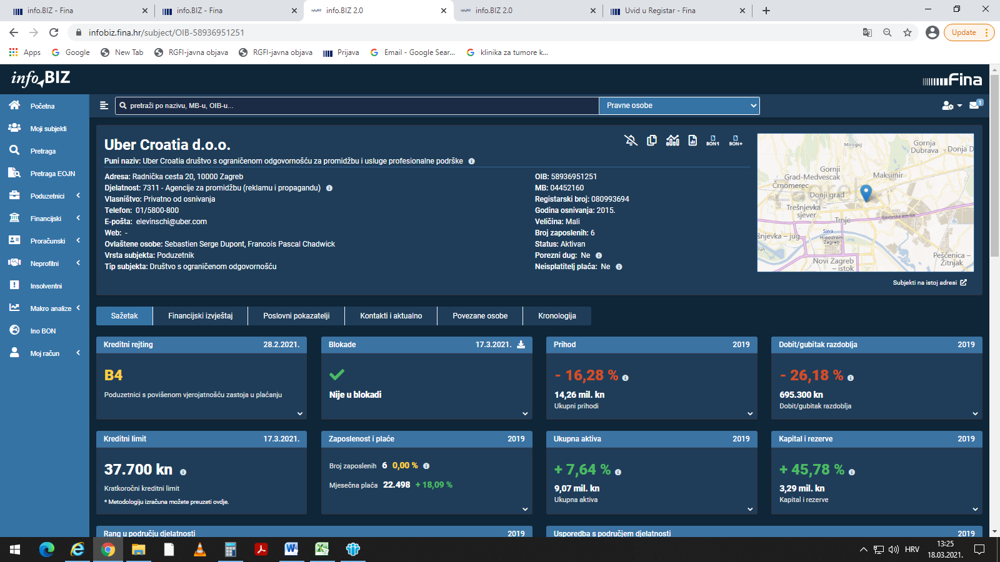 info.BIZ - Fina
info.BIZ - Fina
info.BIZ 2.0
info.BIZ 2.0
Uvid u Registar - Fina
infobiz.fina.hr/subject/OIB-58936951251
Update
Apps
Google
New Tab
RGFI-javna objava
RGFI-javna objava
Prijava
Email - Google Sear...
klinika za tumore k...
info.BIZ
Fina
Početna
Moji subjekti
Pretraga
Pretraga EOJN
Poduzetnici
Financijski
Proračunski
Neprofitni
Insolventni
Makro analize
Ino BON
Moj račun
pretraži po nazivu, MB-u, OIB-u...
Pravne osobe
1
Uber Croatia d.o.o.
BON1
BON+
Puni naziv: Uber Croatia društvo s ograničenom odgovornošću za promidžbu i usluge profesionalne podrške
Adresa: Radnička cesta 20, 10000 Zagreb
Djelatnost: 7311 - Agencije za promidžbu (reklamu i propagandu)
Vlasništvo: Privatno od osnivanja
Telefon: 01/5800-800
E-pošta: elevinschi@uber.com
Web: -
Ovlaštene osobe: Sebastien Serge Dupont, Francois Pascal Chadwick
Vrsta subjekta: Poduzetnik
Tip subjekta: Društvo s ograničenom odgovornošću
OIB: 58936951251
MB: 04452160
Registarski broj: 080993694
Godina osnivanja: 2015.
Veličina: Mali
Broj zaposlenih: 6
Status: Aktivan
Porezni dug: Ne
Neisplatitelj plaća: Ne
Mirogoj
Gornja
Dubrava
Donja D
Gornji
Grad-Medvescak
Maksimir
Črnomerec
Zagreb
Donji grad
Trešnjevka –
sjever
Trnje
Slavonska avenija
šnjevka – jug
Sava
Hipodrom
Zagreb
run
Novi Zagreb
– istok
Peščenica –
Žitnjak
Subjekti na istoj adresi
Sažetak
Financijski izvještaj
Poslovni pokazatelji
Kontakti i aktualno
Povezane osobe
Kronologija
Kreditni rejting 28.2.2021.
B4
Poduzetnici s povišenom vjerojatnošću zastoja u plaćanju
Blokade 17.3.2021.
Nije u blokadi
Prihod 2019
- 16,28 %
14,26 mil. kn
Ukupni prihodi
Dobit/gubitak razdoblja 2019
- 26,18 %
695.300 kn
Dobit/gubitak razdoblja
Kreditni limit 17.3.2021.
37.700 kn
Kratkoročni kreditni limit
* Metodologiju izračuna možete preuzeti ovdje.
Zaposlenost i plaće 2019
Broj zaposlenih 6 0,00 %
Mjesečna plaća 22.498 + 18,09 %
Ukupna aktiva 2019
+ 7,64 %
9,07 mil. kn
Ukupna aktiva
Kapital i rezerve 2019
+ 45,78 %
3,29 mil. kn
Kapital i rezerve
Rang u području djelatnosti 2019
Usporedba s područjem djelatnosti 2019
HRV
13:25
18.03.2021.